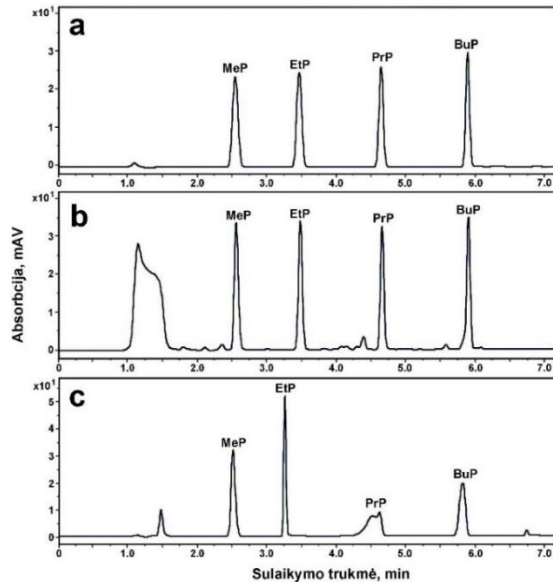 a
x10¹
MeP EtP PrP BuP
3
2
1
0
0 1.0 2.0 3.0 4.0 5.0 6.0 7.0
b
x10¹
MeP EtP PrP BuP
3
2
1
0
0 1.0 2.0 3.0 4.0 5.0 6.0 7.0
Absorbcija, mAV
c
x10¹
EtP
MeP
PrP BuP
5
4
3
2
1
0
0 1.0 2.0 3.0 4.0 5.0 6.0 7.0
Sulaikymo trukmė, min